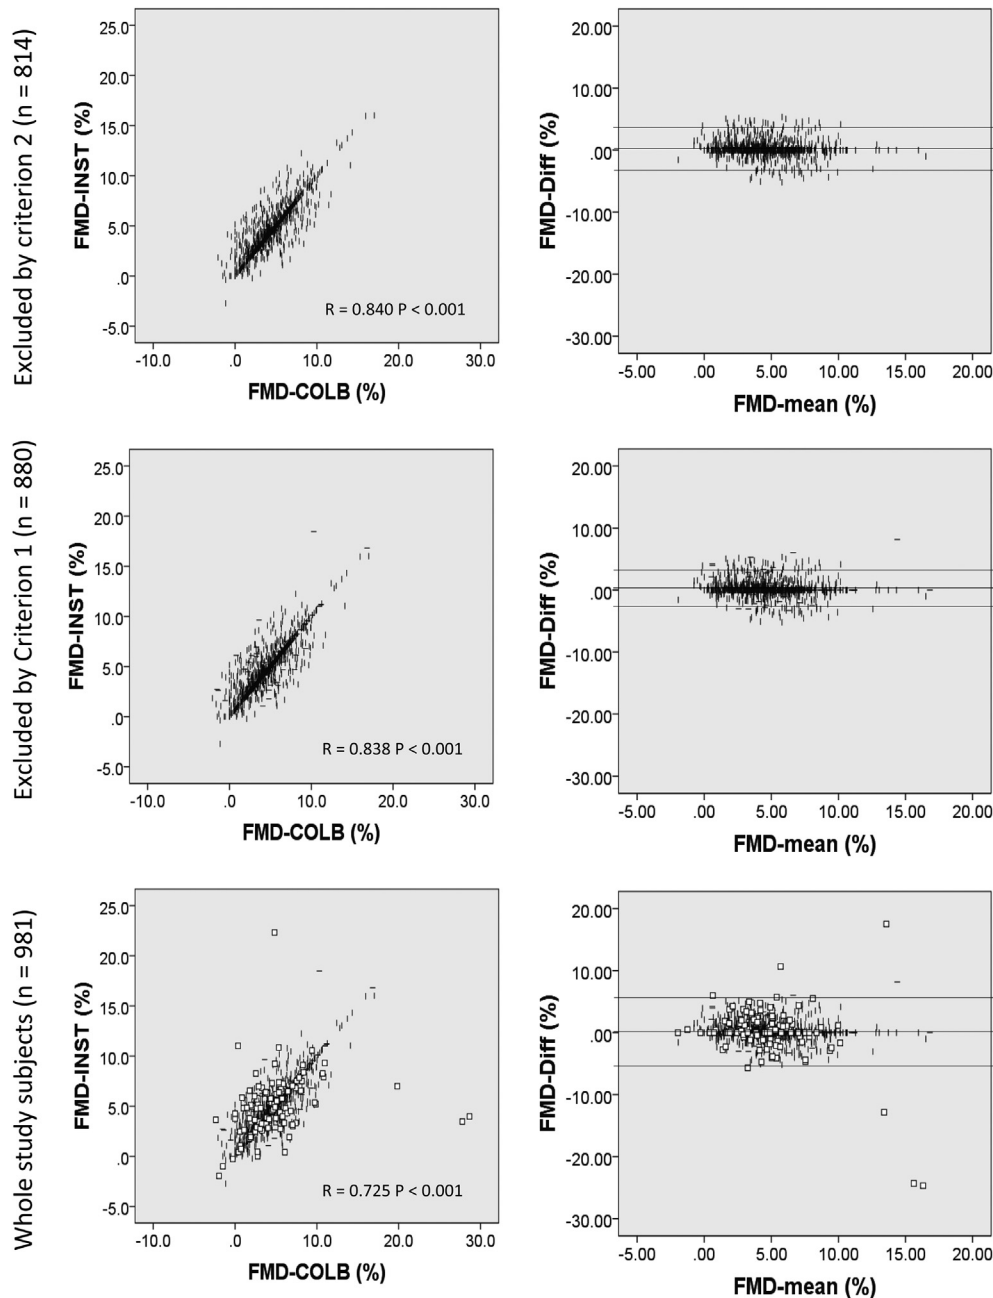 Excluded by criterion 2 (n = 814)
FMD-INST (%)
25.0
20.0
15.0
10.0
5.0
.0
-5.0
R = 0.840 P < 0.001
-10.0 .0 10.0 20.0 30.0
FMD-COLB (%)
FMD-Diff (%)
20.00
10.00
.00
-10.00
-20.00
-30.00
-5.00 .00 5.00 10.00 15.00 20.00
FMD-mean (%)
Excluded by Criterion 1 (n = 880)
FMD-INST (%)
25.0
20.0
15.0
10.0
5.0
.0
-5.0
R = 0.838 P < 0.001
-10.0 .0 10.0 20.0 30.0
FMD-COLB (%)
FMD-Diff (%)
20.00
10.00
.00
-10.00
-20.00
-30.00
-5.00 .00 5.00 10.00 15.00 20.00
FMD-mean (%)
Whole study subjects (n = 981)
FMD-INST (%)
25.0
20.0
15.0
10.0
5.0
.0
-5.0
R = 0.725 P < 0.001
-10.0 .0 10.0 20.0 30.0
FMD-COLB (%)
FMD-Diff (%)
20.00
10.00
.00
-10.00
-20.00
-30.00
-5.00 .00 5.00 10.00 15.00 20.00
FMD-mean (%)